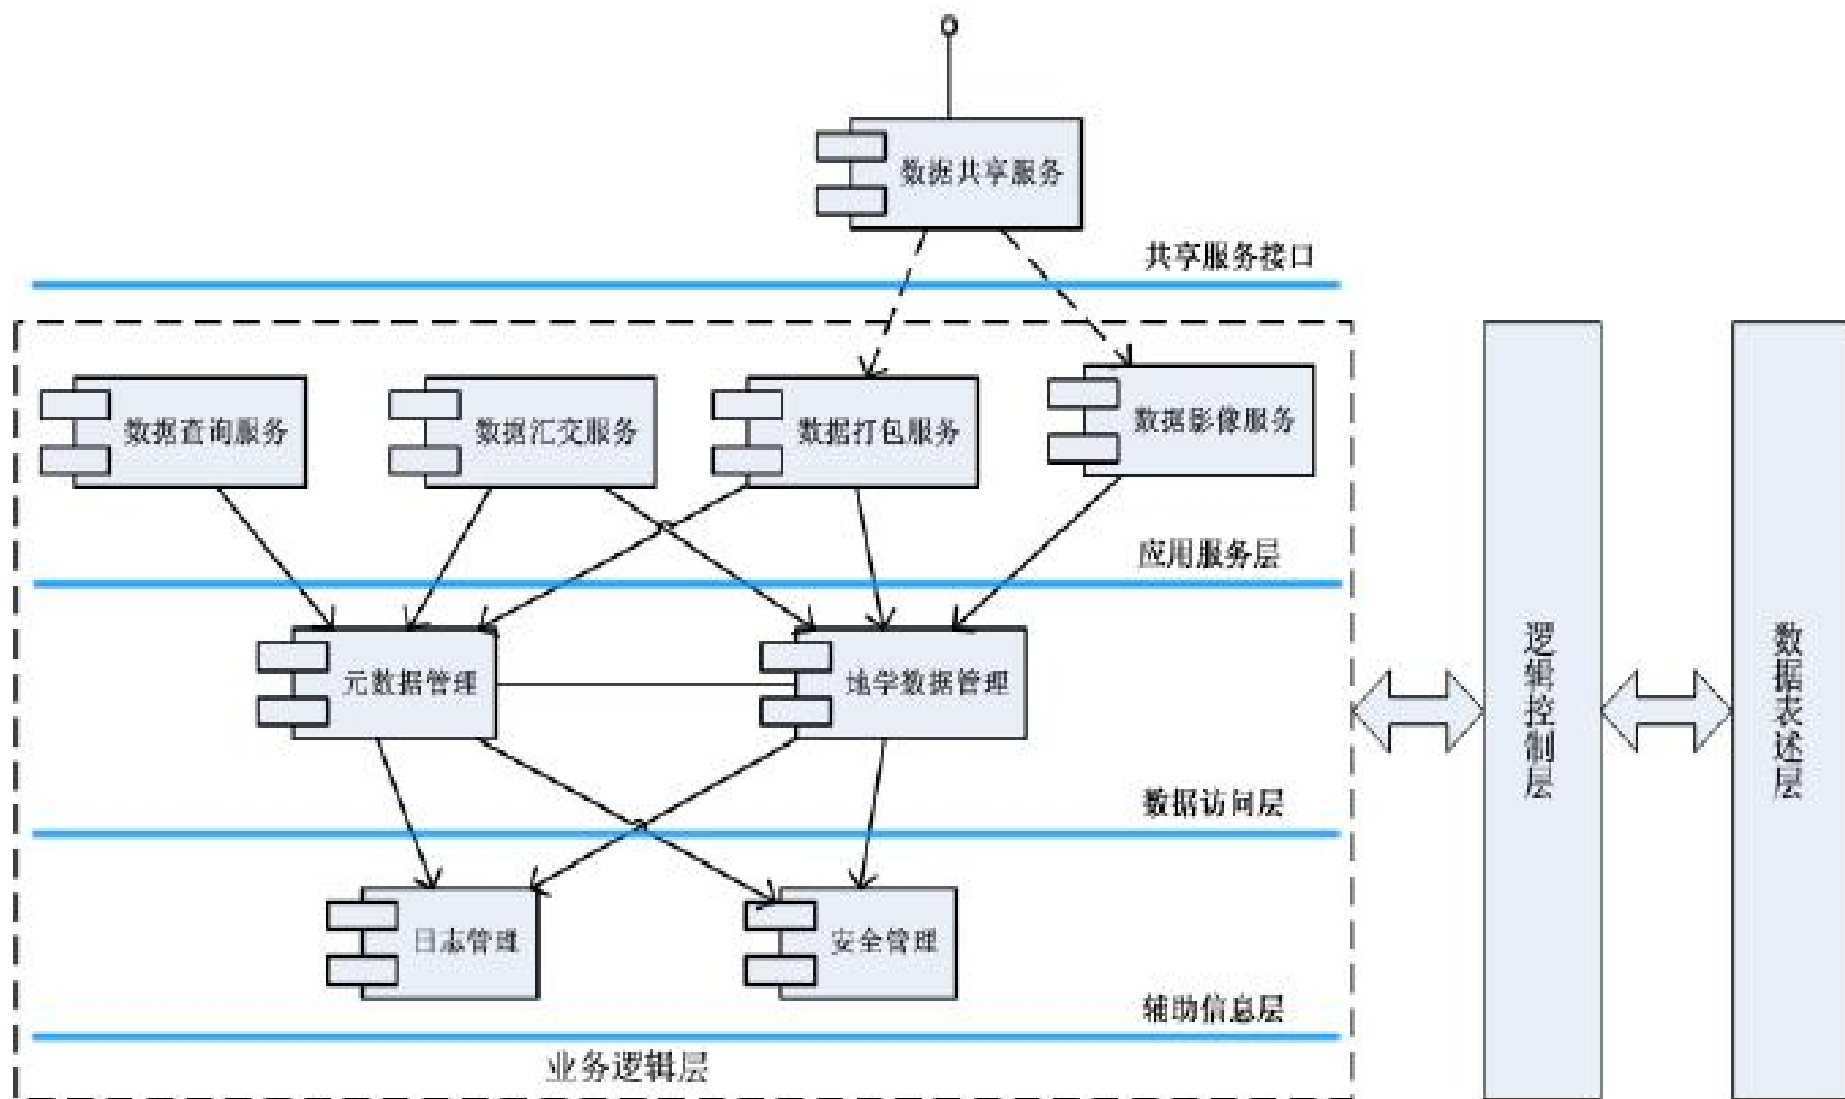 数据共享服务
共享服务接口
数据查询服务
数据汇交服务
数据打包服务
数据影像服务
应用服务层
元数据管理
地学数据管理
数据访问层
日志管理
安全管理
辅助信息层
业务逻辑层
逻辑控制层
数据表述层